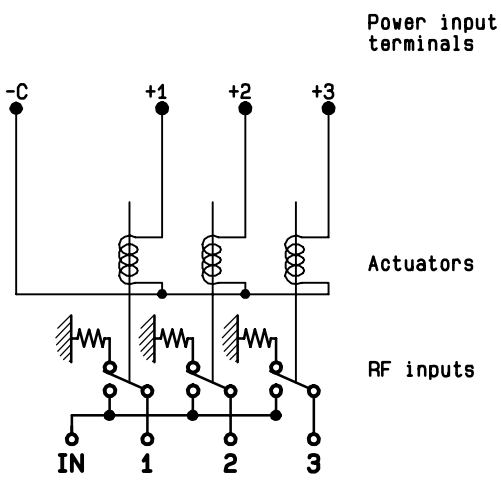 Power input
terminals
-C +1 +2 +3
Actuators
RF inputs
IN 1 2 3